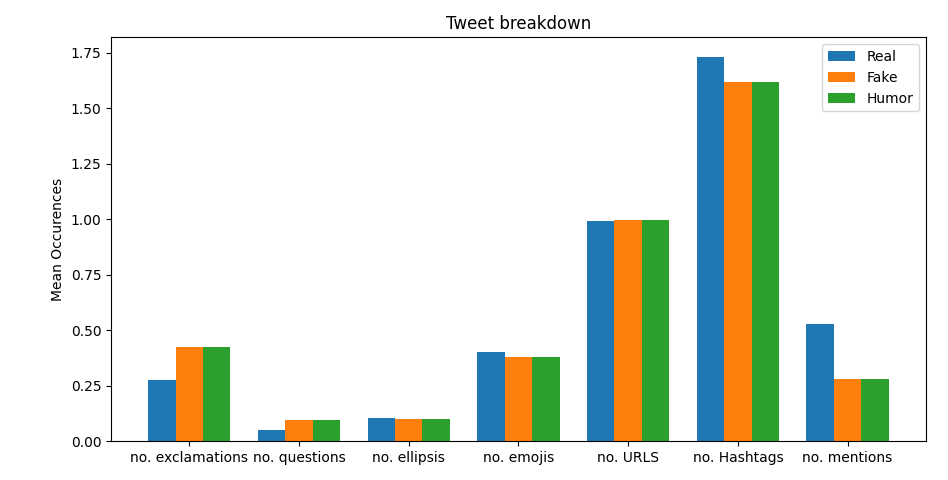 Tweet breakdown
Real
Fake
Humor
Mean Occurences
1.75
1.50
1.25
1.00
0.75
0.50
0.25
0.00
no. exclamations no. questions no. ellipsis no. emojis no. URLS no. Hashtags no. mentions